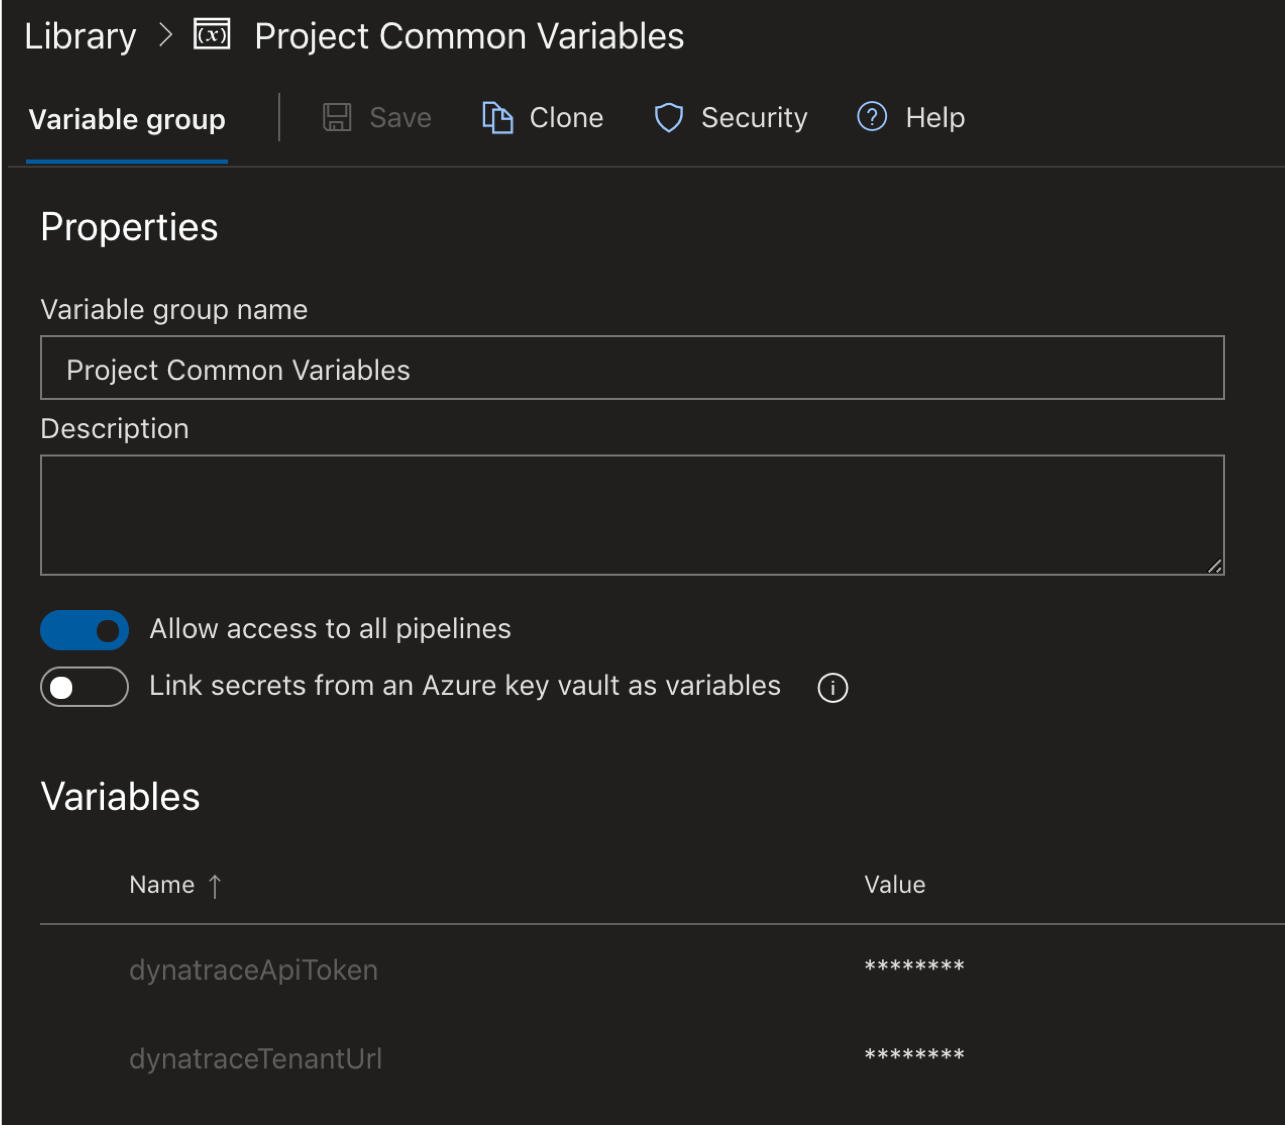 Library > (x) Project Common Variables
Variable group Save Clone Security ? Help
Properties
Variable group name
Project Common Variables
Description
Allow access to all pipelines
Link secrets from an Azure key vault as variables i
Variables
Name ↑ Value
dynatraceApiToken ********
dynatraceTenantUrl ********